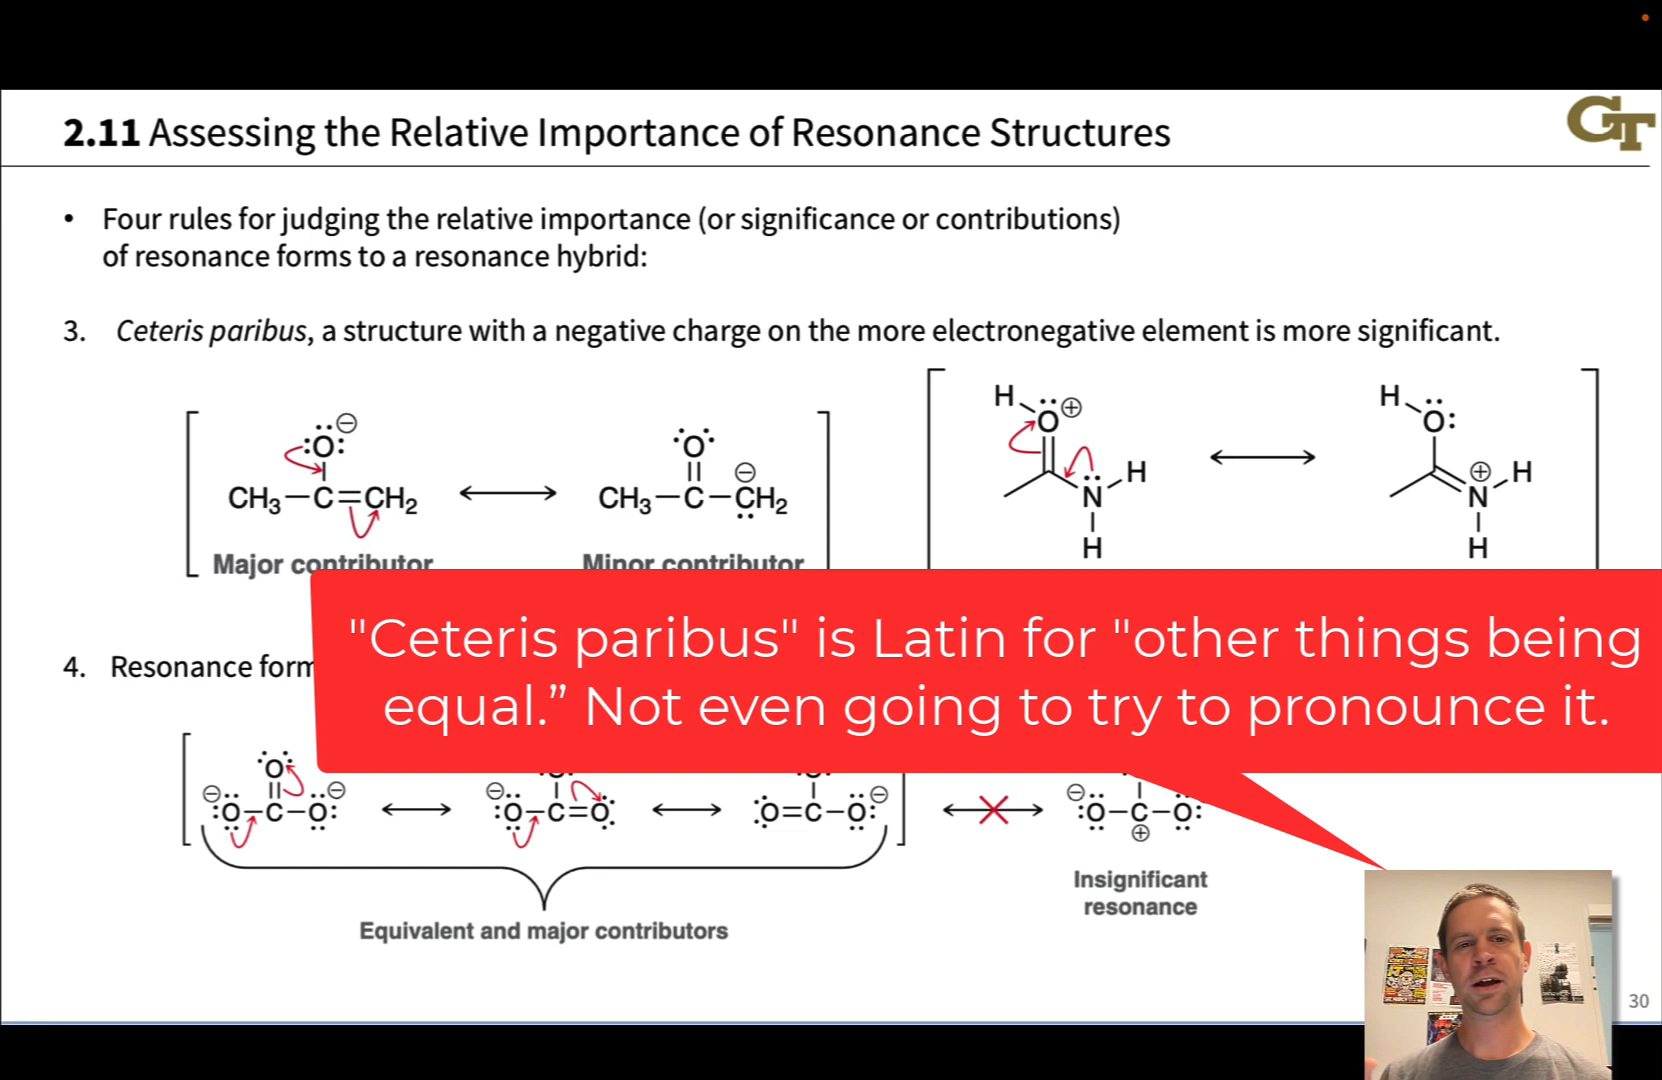 2.11 Assessing the Relative Importance of Resonance Structures
GT
• Four rules for judging the relative importance (or significance or contributions)
of resonance forms to a resonance hybrid:
3. Ceteris paribus, a structure with a negative charge on the more electronegative element is more significant.
:O: ⊖
CH3–C=CH2
O
CH3–C–CH2 ⊖
H
O ⊕
N
H
H
H
O:
⊕
N
H
H
Major contributor
Minor contributor
"Ceteris paribus" is Latin for "other things being
equal.” Not even going to try to pronounce it.
4. Resonance form
O
⊖ :O–C–O: ⊖
⊖ :O–C=O
O=C–O: ⊖
⊖ :O–C–O:
⊕
Insignificant
resonance
Equivalent and major contributors
30